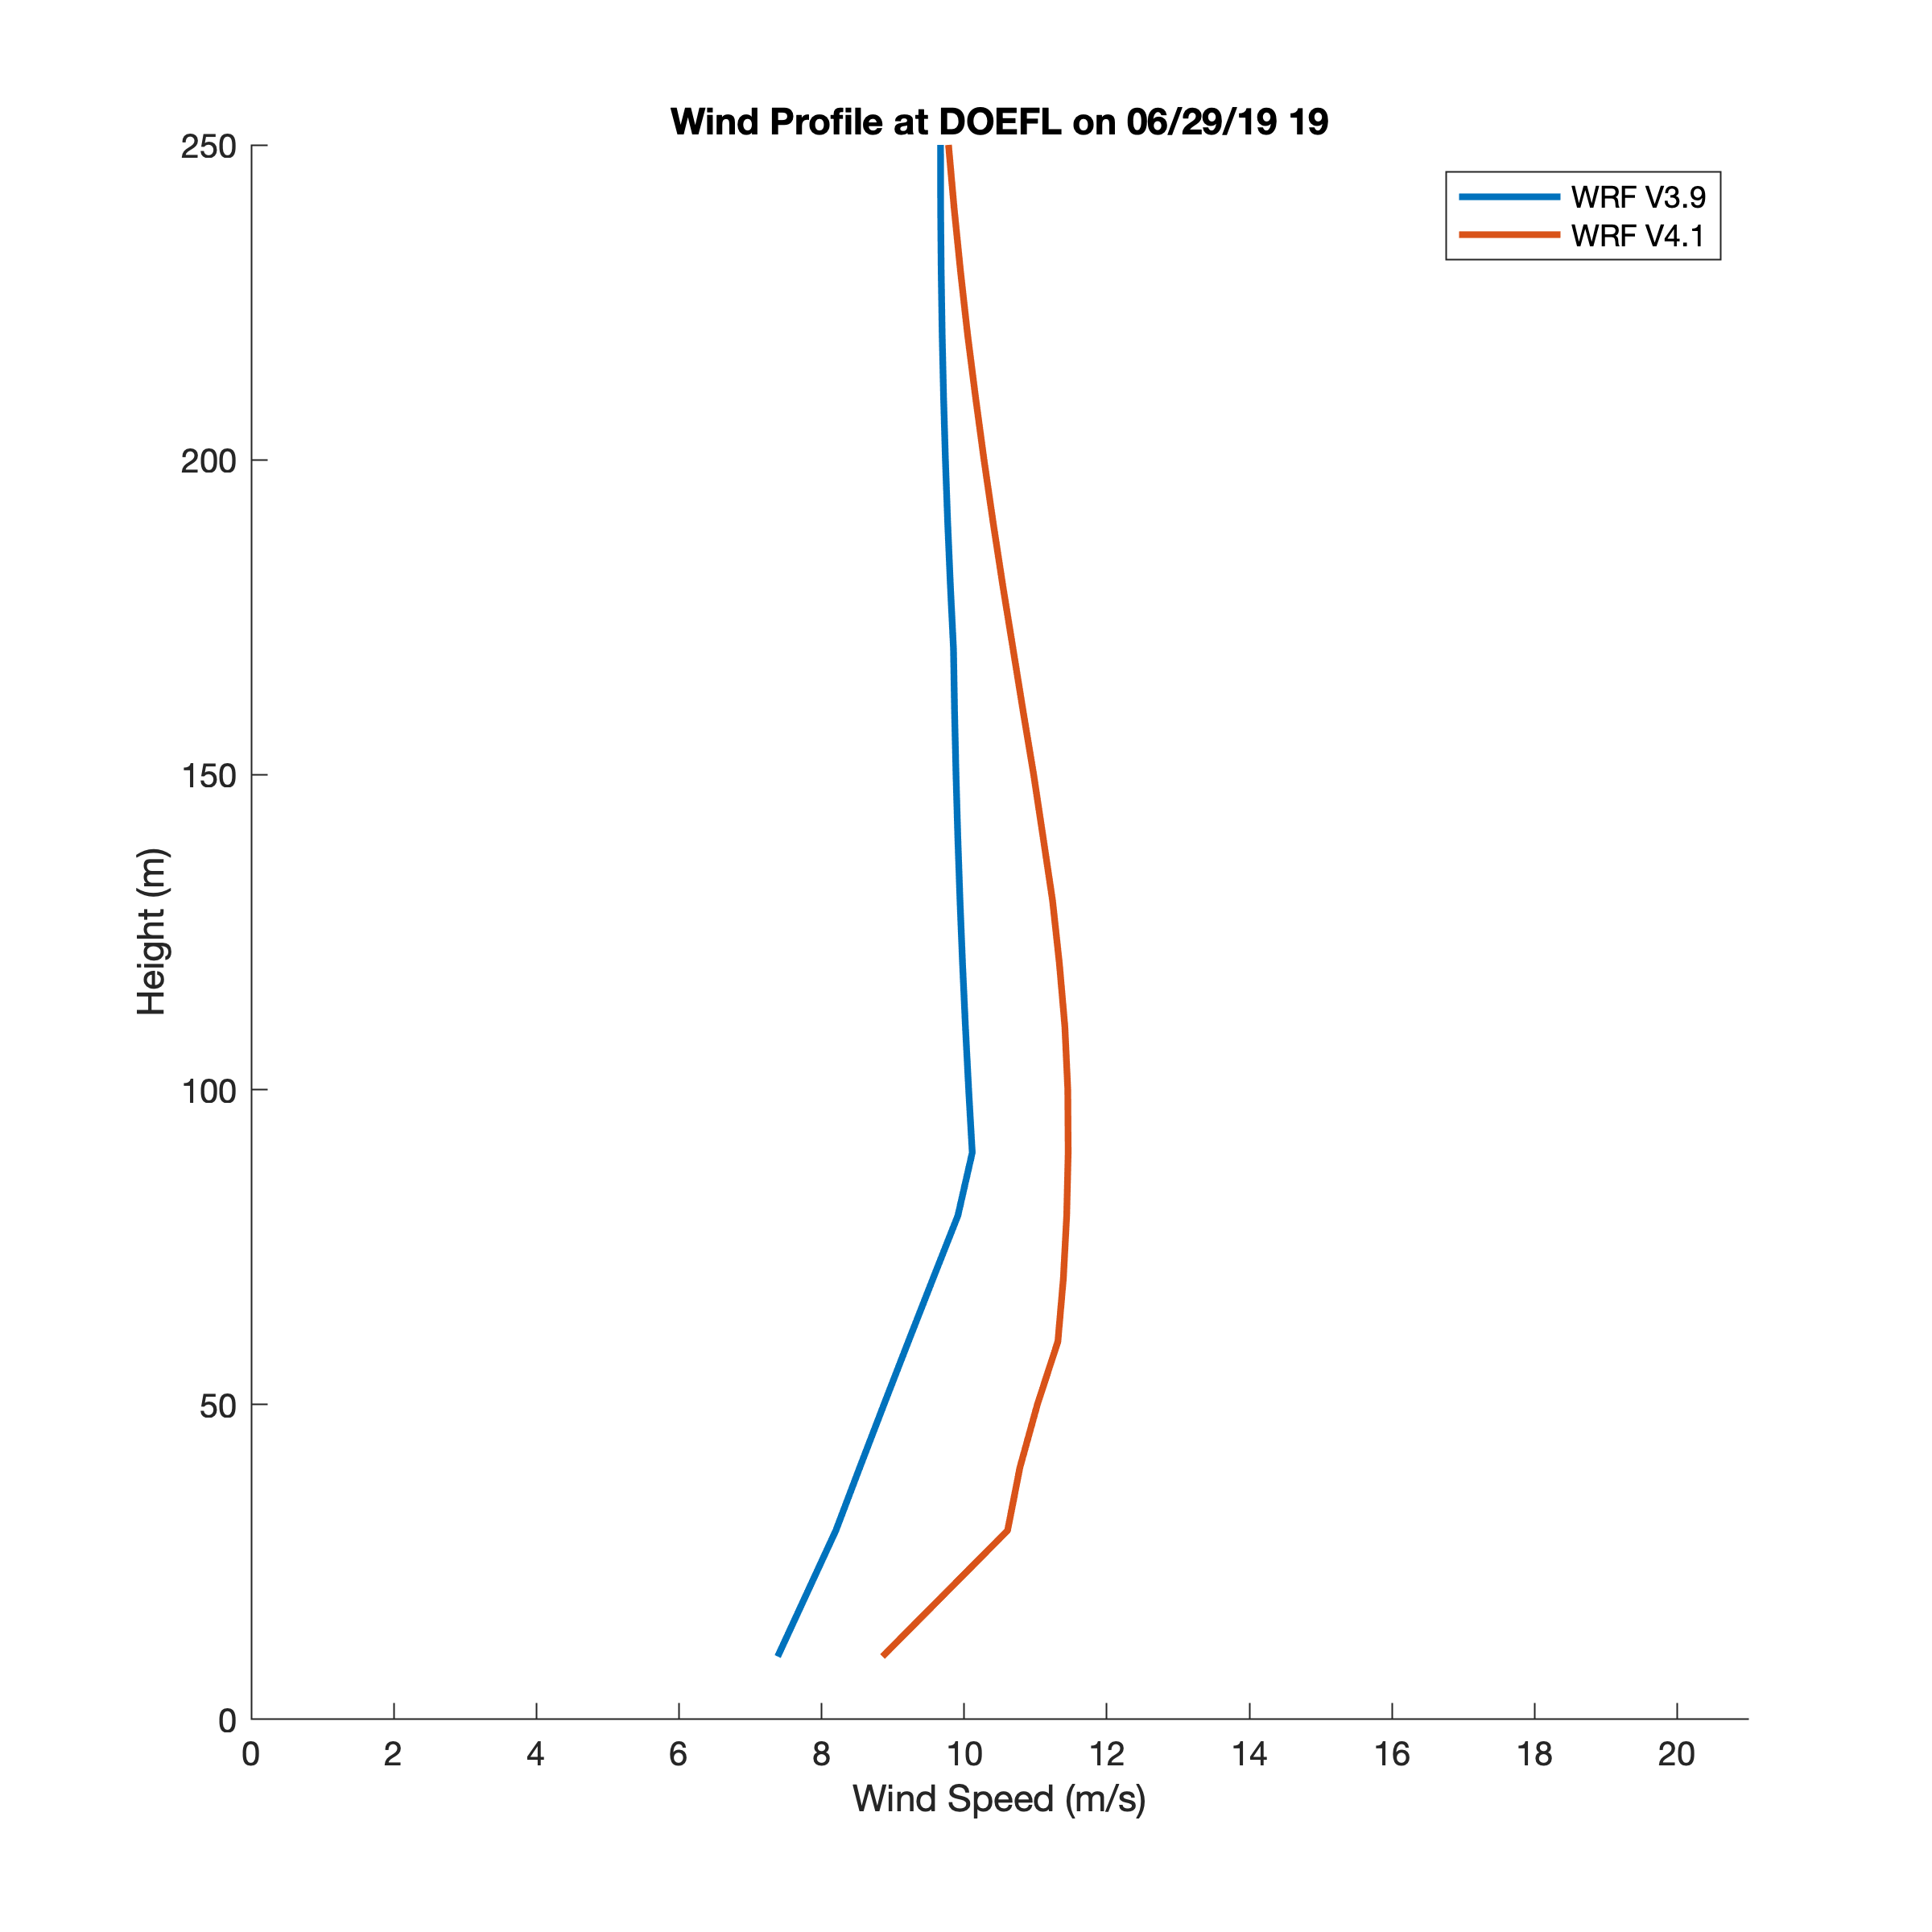 Wind Profile at DOEFL on 06/29/19 19
WRF V3.9
WRF V4.1
250
200
150
100
50
0
Height (m)
0 2 4 6 8 10 12 14 16 18 20
Wind Speed (m/s)